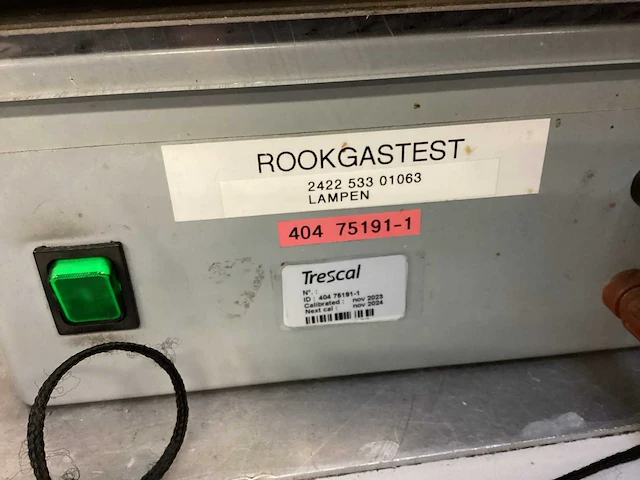 ROOKGASTEST
2422 533 01063
LAMPEN
404 75191-1
Trescal
N°. :
ID : 404 75191-1
Calibrated : nov 2023
Next cal : nov 2024